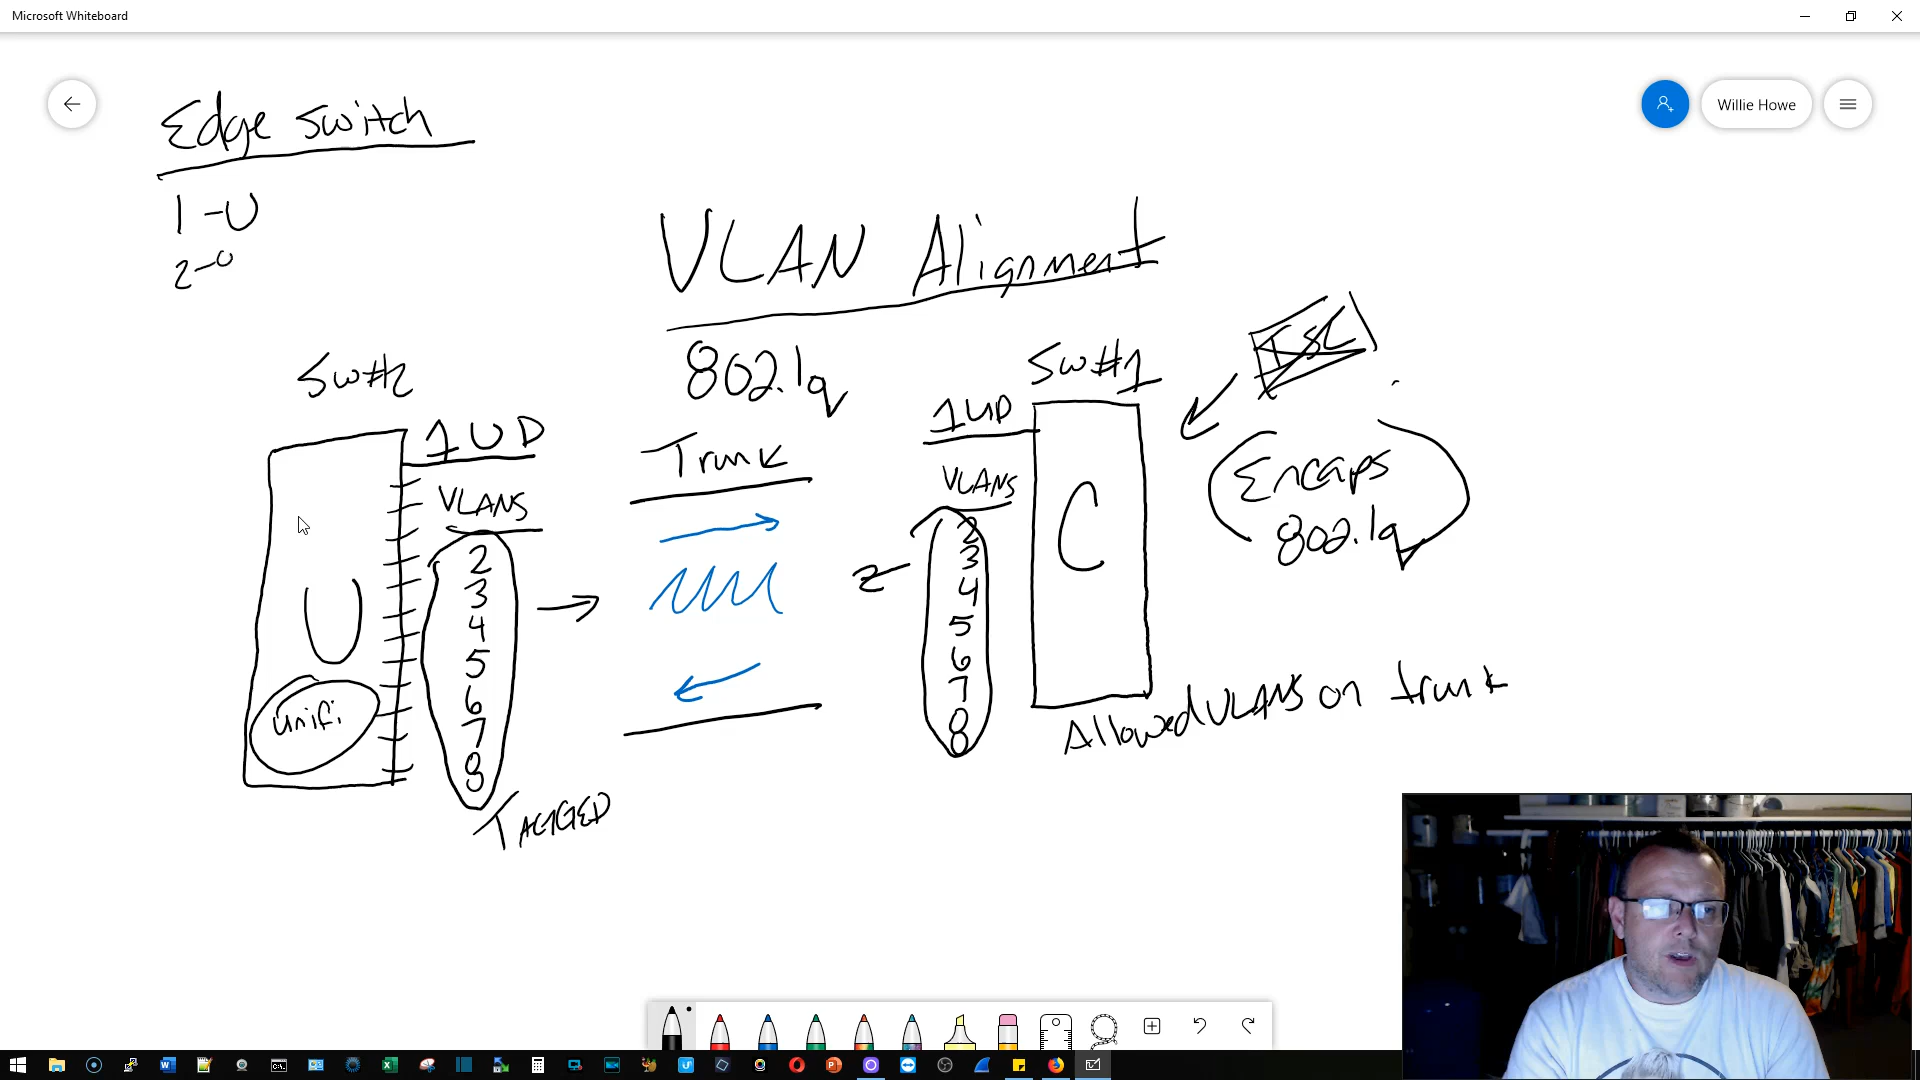 Microsoft Whiteboard
Willie Howe
Edge Switch
1-U
2-U
VLAN Alignment
802.1q
Trunk
SW#2
1UD
VLANS
2
3
4
5
6
7
8
TAGGED
U
unifi
SW#1
1UD
VLANS
2
3
4
5
6
7
8
C
ISL
Encaps
802.1q
Allowed VLANS on trunk